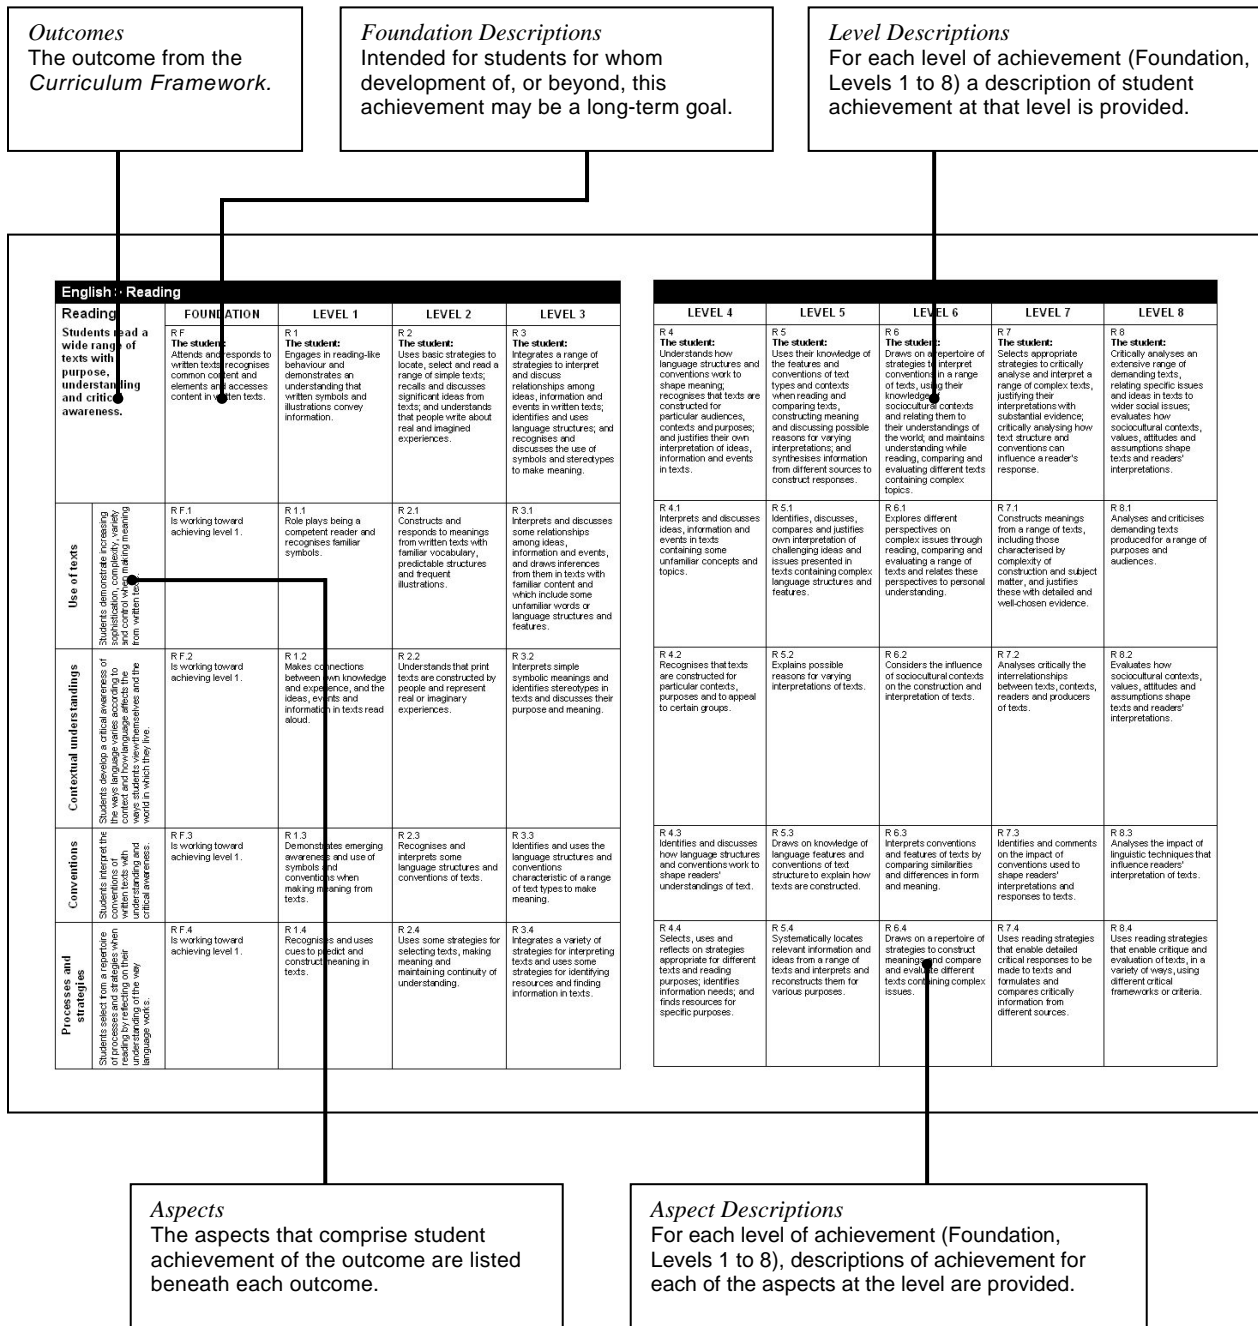 Outcomes
The outcome from the
Curriculum Framework.
Foundation Descriptions
Intended for students for whom
development of, or beyond, this
achievement may be a long-term goal.
Level Descriptions
For each level of achievement (Foundation,
Levels 1 to 8) a description of student
achievement at that level is provided.
English - Reading
Reading
Students read a
wide range of
texts with
purpose,
understanding
and critical
awareness.
FOUNDATION
R F
The student:
Attends and responds to
written texts; recognises
common content and
elements and accesses
content in written texts.
LEVEL 1
R 1
The student:
Engages in reading-like
behaviour and
demonstrates an
understanding that
written symbols and
illustrations convey
information.
LEVEL 2
R 2
The student:
Uses basic strategies to
locate, select and read a
range of simple texts;
recalls and discusses
significant ideas from
texts; and understands
that people write about
real and imagined
experiences.
LEVEL 3
R 3
The student:
Integrates a range of
strategies to interpret
and discuss
relationships among
ideas, information and
events in written texts;
identifies and uses
language structures; and
recognises and
discusses the use of
symbols and stereotypes
to make meaning.
LEVEL 4
R 4
The student:
Understands how
language structures and
conventions work to
shape meaning;
recognises that texts are
constructed for
particular audiences,
contexts and purposes;
and justifies their own
interpretation of ideas,
information and events
in texts.
LEVEL 5
R 5
The student:
Uses their knowledge of
the features and
conventions of text
types and contexts
when reading and
comparing texts,
constructing meaning
and discussing possible
reasons for varying
interpretations; and
synthesises information
from different sources to
construct responses.
LEVEL 6
R 6
The student:
Draws on a repertoire of
strategies to interpret
conventions in a range
of texts, using their
knowledge of
sociocultural contexts
and relating them to
their understandings of
the world; and maintains
understanding while
reading, comparing and
evaluating different texts
containing complex
topics.
LEVEL 7
R 7
The student:
Selects appropriate
strategies to critically
analyse and interpret a
range of complex texts,
justifying their
interpretations with
substantial evidence;
critically analysing how
text structure and
conventions can
influence a reader's
response.
LEVEL 8
R 8
The student:
Critically analyses an
extensive range of
demanding texts,
relating specific issues
and ideas in texts to
wider social issues;
evaluates how
sociocultural contexts,
values, attitudes and
assumptions shape
texts and readers'
interpretations.
Use of texts
Students demonstrate increasing
sophistication, complexity, variety
and control when making meaning
from written texts.
R F.1
Is working toward
achieving level 1.
R 1.1
Role plays being a
competent reader and
recognises familiar
symbols.
R 2.1
Constructs and
responds to meanings
from written texts with
familiar vocabulary,
predictable structures
and frequent
illustrations.
R 3.1
Interprets and discusses
some relationships
among ideas,
information and events,
and draws inferences
from them in texts with
familiar content and
which include some
unfamiliar words or
language structures and
features.
R 4.1
Interprets and discusses
ideas, information and
events in texts
containing some
unfamiliar concepts and
topics.
R 5.1
Identifies, discusses,
compares and justifies
own interpretation of
challenging ideas and
issues presented in
texts containing complex
language structures and
features.
R 6.1
Explores different
perspectives on
complex issues through
reading, comparing and
evaluating a range of
texts and relates these
perspectives to personal
understanding.
R 7.1
Constructs meanings
from a range of texts,
including those
characterised by
complexity of
construction and subject
matter, and justifies
these with detailed and
well-chosen evidence.
R 8.1
Analyses and criticises
demanding texts
produced for a range of
purposes and
audiences.
Contextual understandings
Students develop a critical awareness of
the ways language varies according to
context and how language affects the
ways students view themselves and the
world in which they live.
R F.2
Is working toward
achieving level 1.
R 1.2
Makes connections
between own knowledge
and experience, and the
ideas, events and
information in texts read
aloud.
R 2.2
Understands that print
texts are constructed by
people and represent
real or imaginary
experiences.
R 3.2
Interprets simple
symbolic meanings and
identifies stereotypes in
texts and discusses their
purpose and meaning.
R 4.2
Recognises that texts
are constructed for
particular contexts,
purposes and to appeal
to certain groups.
R 5.2
Explains possible
reasons for varying
interpretations of texts.
R 6.2
Considers the influence
of sociocultural contexts
on the construction and
interpretation of texts.
R 7.2
Analyses critically the
interrelationships
between texts, contexts,
readers and producers
of texts.
R 8.2
Evaluates how
sociocultural contexts,
values, attitudes and
assumptions shape
texts and readers'
interpretations.
Conventions
Students interpret the
conventions of
written texts with
understanding and
critical awareness.
R F.3
Is working toward
achieving level 1.
R 1.3
Demonstrates emerging
awareness and use of
symbols and
conventions when
making meaning from
texts.
R 2.3
Recognises and
interprets some
language structures and
conventions of texts.
R 3.3
Identifies and uses the
language structures and
conventions
characteristic of a range
of text types to make
meaning.
R 4.3
Identifies and discusses
how language structures
and conventions work to
shape readers'
understandings of text.
R 5.3
Draws on knowledge of
language features and
conventions of text
structure to explain how
texts are constructed.
R 6.3
Interprets conventions
and features of texts by
comparing similarities
and differences in form
and meaning.
R 7.3
Identifies and comments
on the impact of
conventions used to
shape readers'
interpretations and
responses to texts.
R 8.3
Analyses the impact of
linguistic techniques that
influence readers'
interpretation of texts.
Processes and
strategies
Students select from a repertoire
of processes and strategies when
reading by reflecting on their
understanding of the way
language works.
R F.4
Is working toward
achieving level 1.
R 1.4
Recognises and uses
cues to predict and
construct meaning in
texts.
R 2.4
Uses some strategies for
selecting texts, making
meaning and
maintaining continuity of
understanding.
R 3.4
Integrates a variety of
strategies for interpreting
texts and uses some
strategies for identifying
resources and finding
information in texts.
R 4.4
Selects, uses and
reflects on strategies
appropriate for different
texts and reading
purposes; identifies
information needs; and
finds resources for
specific purposes.
R 5.4
Systematically locates
relevant information and
ideas from a range of
texts and interprets and
reconstructs them for
various purposes.
R 6.4
Draws on a repertoire of
strategies to construct
meanings and compare
and evaluate different
texts containing complex
issues.
R 7.4
Uses reading strategies
that enable detailed
critical responses to be
made to texts and
formulates and
compares critically
information from
different sources.
R 8.4
Uses reading strategies
that enable critique and
evaluation of texts, in a
variety of ways, using
different critical
frameworks or criteria.
Aspects
The aspects that comprise student
achievement of the outcome are listed
beneath each outcome.
Aspect Descriptions
For each level of achievement (Foundation,
Levels 1 to 8), descriptions of achievement for
each of the aspects at the level are provided.